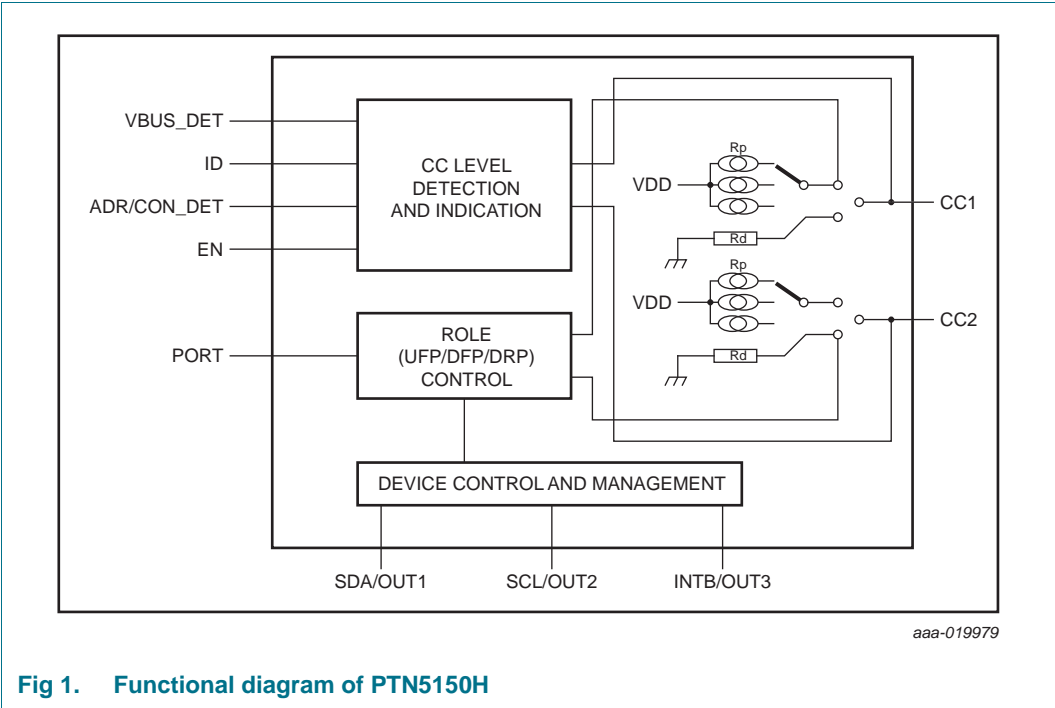 VBUS_DET
ID
ADR/CON_DET
EN
PORT
CC LEVEL
DETECTION
AND INDICATION
ROLE
(UFP/DFP/DRP)
CONTROL
DEVICE CONTROL AND MANAGEMENT
Rp
VDD
Rd
CC1
Rp
VDD
Rd
CC2
SDA/OUT1
SCL/OUT2
INTB/OUT3
aaa-019979
Fig 1. Functional diagram of PTN5150H